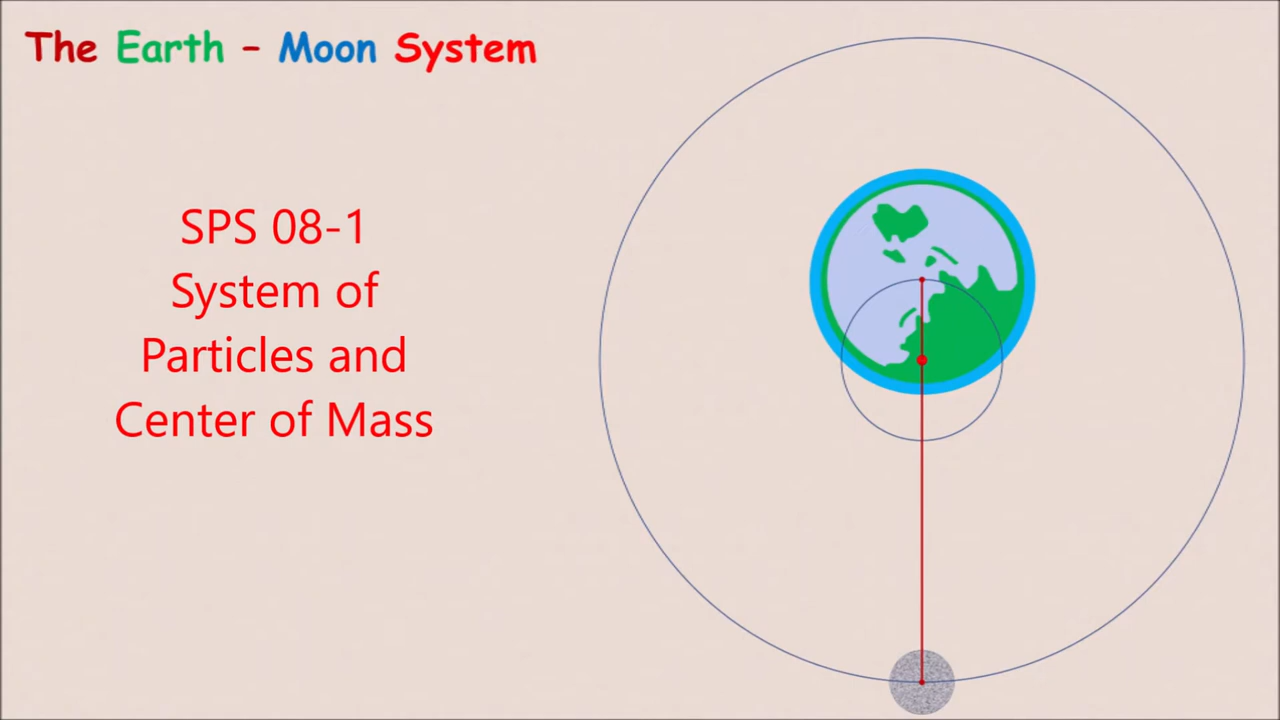 The Earth – Moon System
SPS 08-1
System of
Particles and
Center of Mass